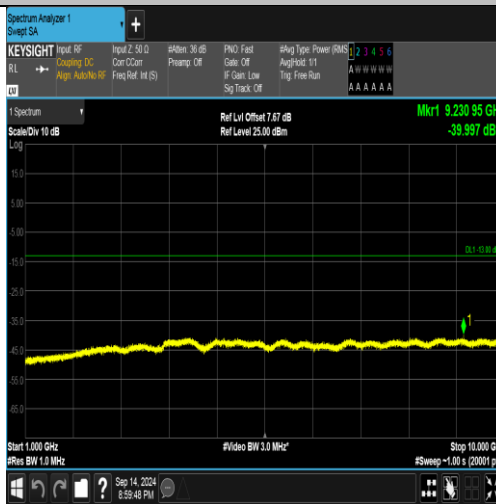 Spectrum Analyzer 1
Swept SA
KEYSIGHT Input: RF Input Z: 50 Ω #Atten: 36 dB PNO: Fast #Avg Type: Power (RMS 1 2 3 4 5 6
RL Coupling: DC Corr CCorr Preamp: Off Gate: Off Avg|Hold: 1/1 A W W W W W
Align: Auto/No RF Freq Ref: Int (S) IF Gain: Low Trig: Free Run
Sig Track: Off A A A A A A
1 Spectrum Ref Lvl Offset 7.67 dB Mkr1 9.230 95 GH
Scale/Div 10 dB Ref Level 25.00 dBm -39.997 dB
Log
15.0
5.00
-5.00
DL1 -13.00 d
-15.0
-25.0
-35.0
1
-45.0
-55.0
-65.0
Start 1.000 GHz #Video BW 3.0 MHz* Stop 10.000 G
#Res BW 1.0 MHz #Sweep ~1.00 s (20001 p
Sep 14, 2024
8:59:48 PM